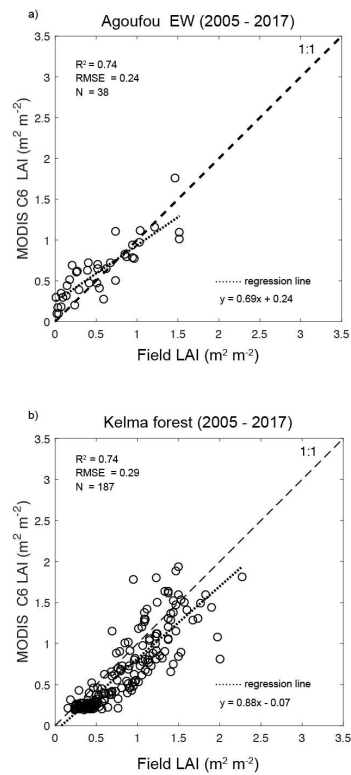 a)
Agoufou EW (2005 - 2017)
3.5
1:1
R² = 0.74
RMSE = 0.24
N = 38
3
2.5
2
1.5
1
0.5
0
MODIS C6 LAI (m² m⁻²)
regression line
y = 0.69x + 0.24
0 0.5 1 1.5 2 2.5 3 3.5
Field LAI (m² m⁻²)
b)
Kelma forest (2005 - 2017)
3.5
1:1
R² = 0.74
RMSE = 0.29
N = 187
3
2.5
2
1.5
1
0.5
0
MODIS C6 LAI (m² m⁻²)
regression line
y = 0.88x - 0.07
0 0.5 1 1.5 2 2.5 3 3.5
Field LAI (m² m⁻²)